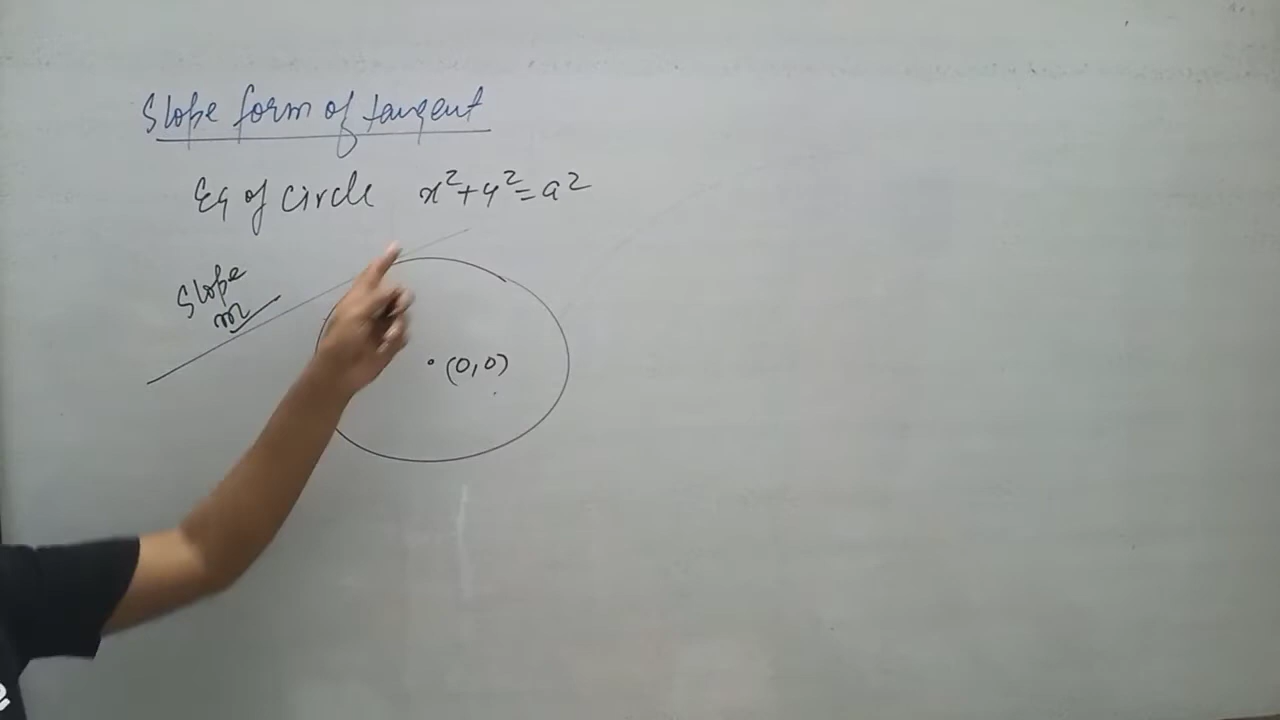 Slope form of tangent
Eq of circle x²+y²=a²
Slope
m
(0,0)